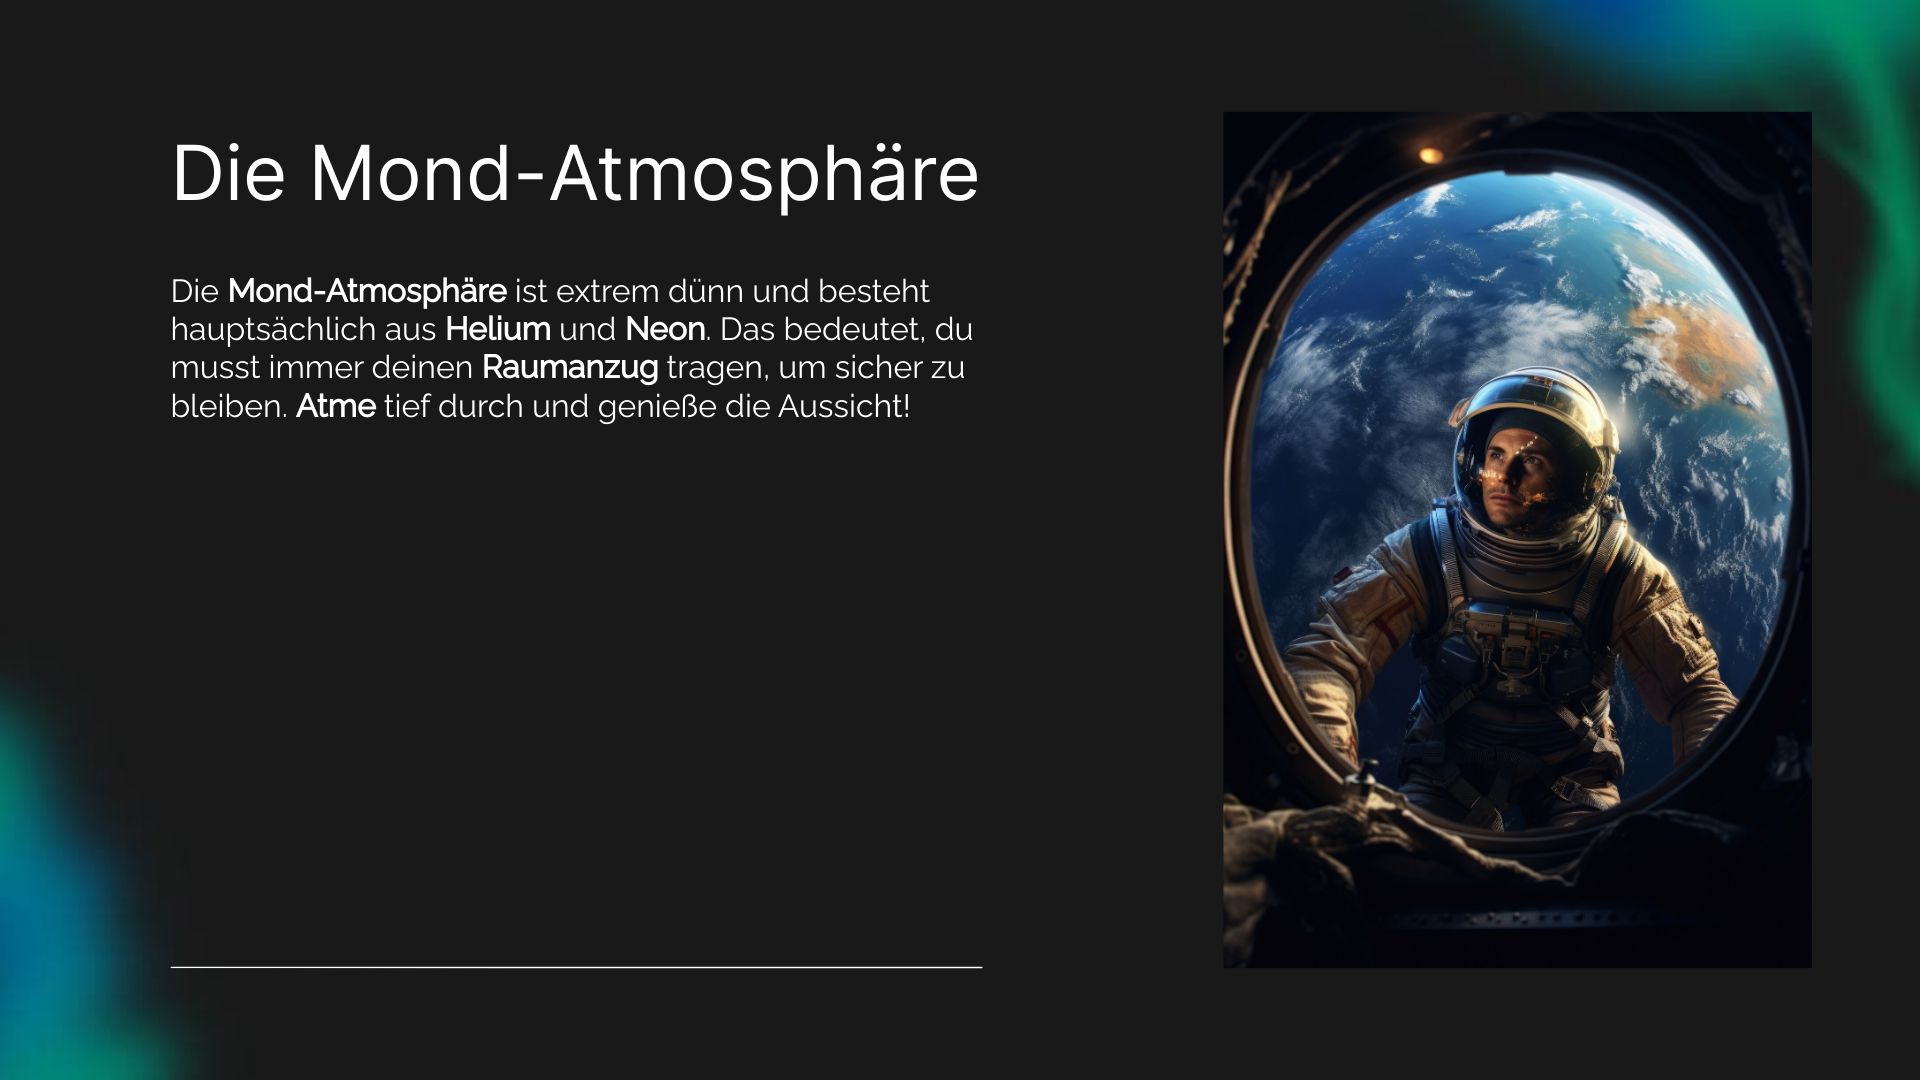 Die Mond-Atmosphäre
Die Mond-Atmosphäre ist extrem dünn und besteht
hauptsächlich aus Helium und Neon. Das bedeutet, du
musst immer deinen Raumanzug tragen, um sicher zu
bleiben. Atme tief durch und genieße die Aussicht!